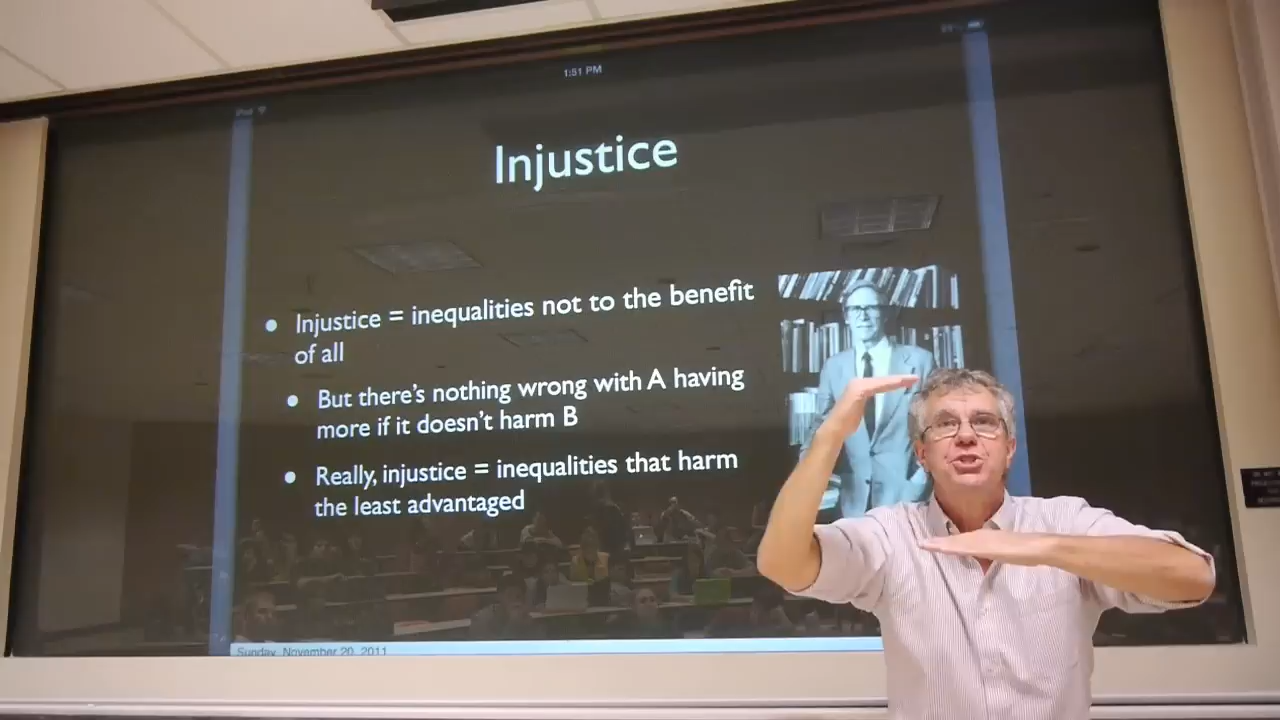 iPod
1:51 PM
Injustice
• Injustice = inequalities not to the benefit
of all
• But there's nothing wrong with A having
more if it doesn't harm B
• Really, injustice = inequalities that harm
the least advantaged
Sunday, November 20, 2011